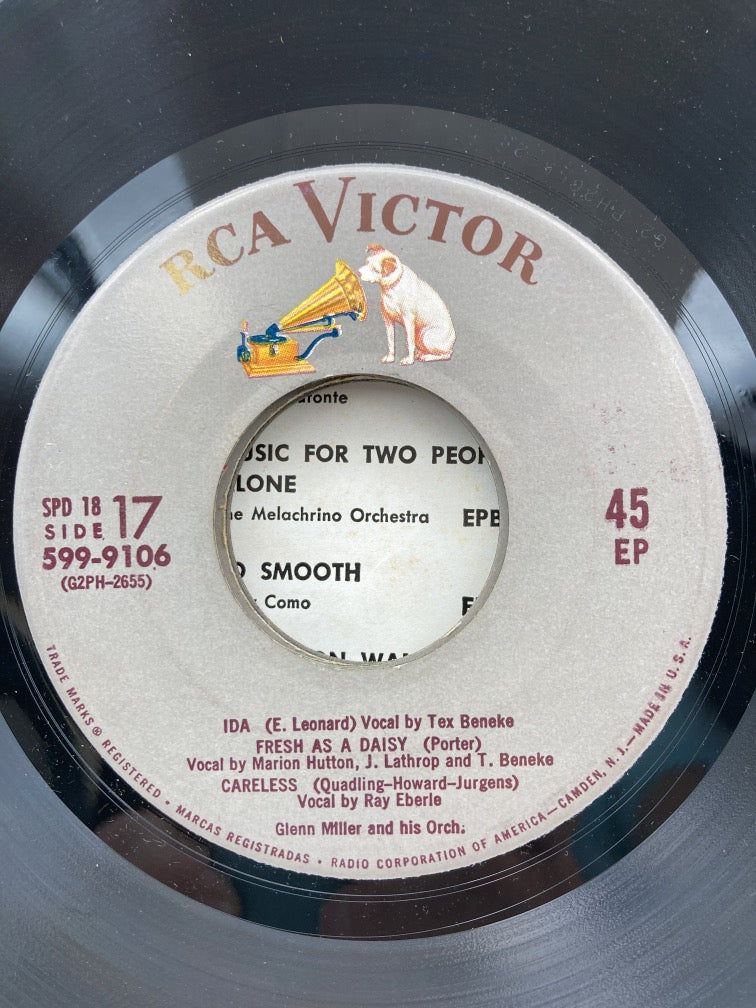 RCA VICTOR
USIC FOR TWO PEO
LONE
Melachrino Orchestra EPB
SMOOTH
Como
SPD 18
SIDE 17
599-9106
(G2PH-2655)
45
EP
IDA (E. Leonard) Vocal by Tex Beneke
FRESH AS A DAISY (Porter)
Vocal by Marion Hutton, J. Lathrop and T. Beneke
CARELESS (Quadling-Howard-Jurgens)
Vocal by Ray Eberle
Glenn Miller and his Orch.
TRADE MARKS ® REGISTERED • MARCAS REGISTRADAS • RADIO CORPORATION OF AMERICA—CAMDEN, N. J.—MADE IN U. S. A.